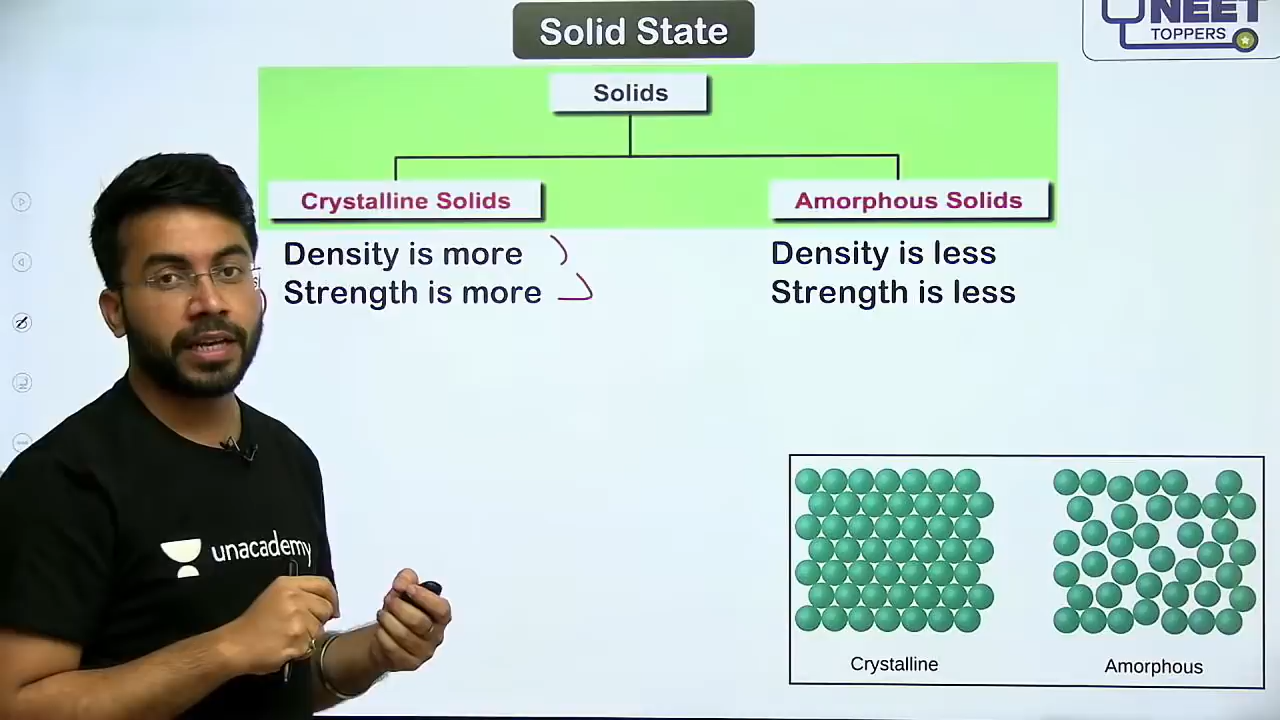 Solid State
NEET
TOPPERS
Solids
Crystalline Solids
Amorphous Solids
Density is more
Density is less
Strength is more
Strength is less
unacademy
Crystalline
Amorphous